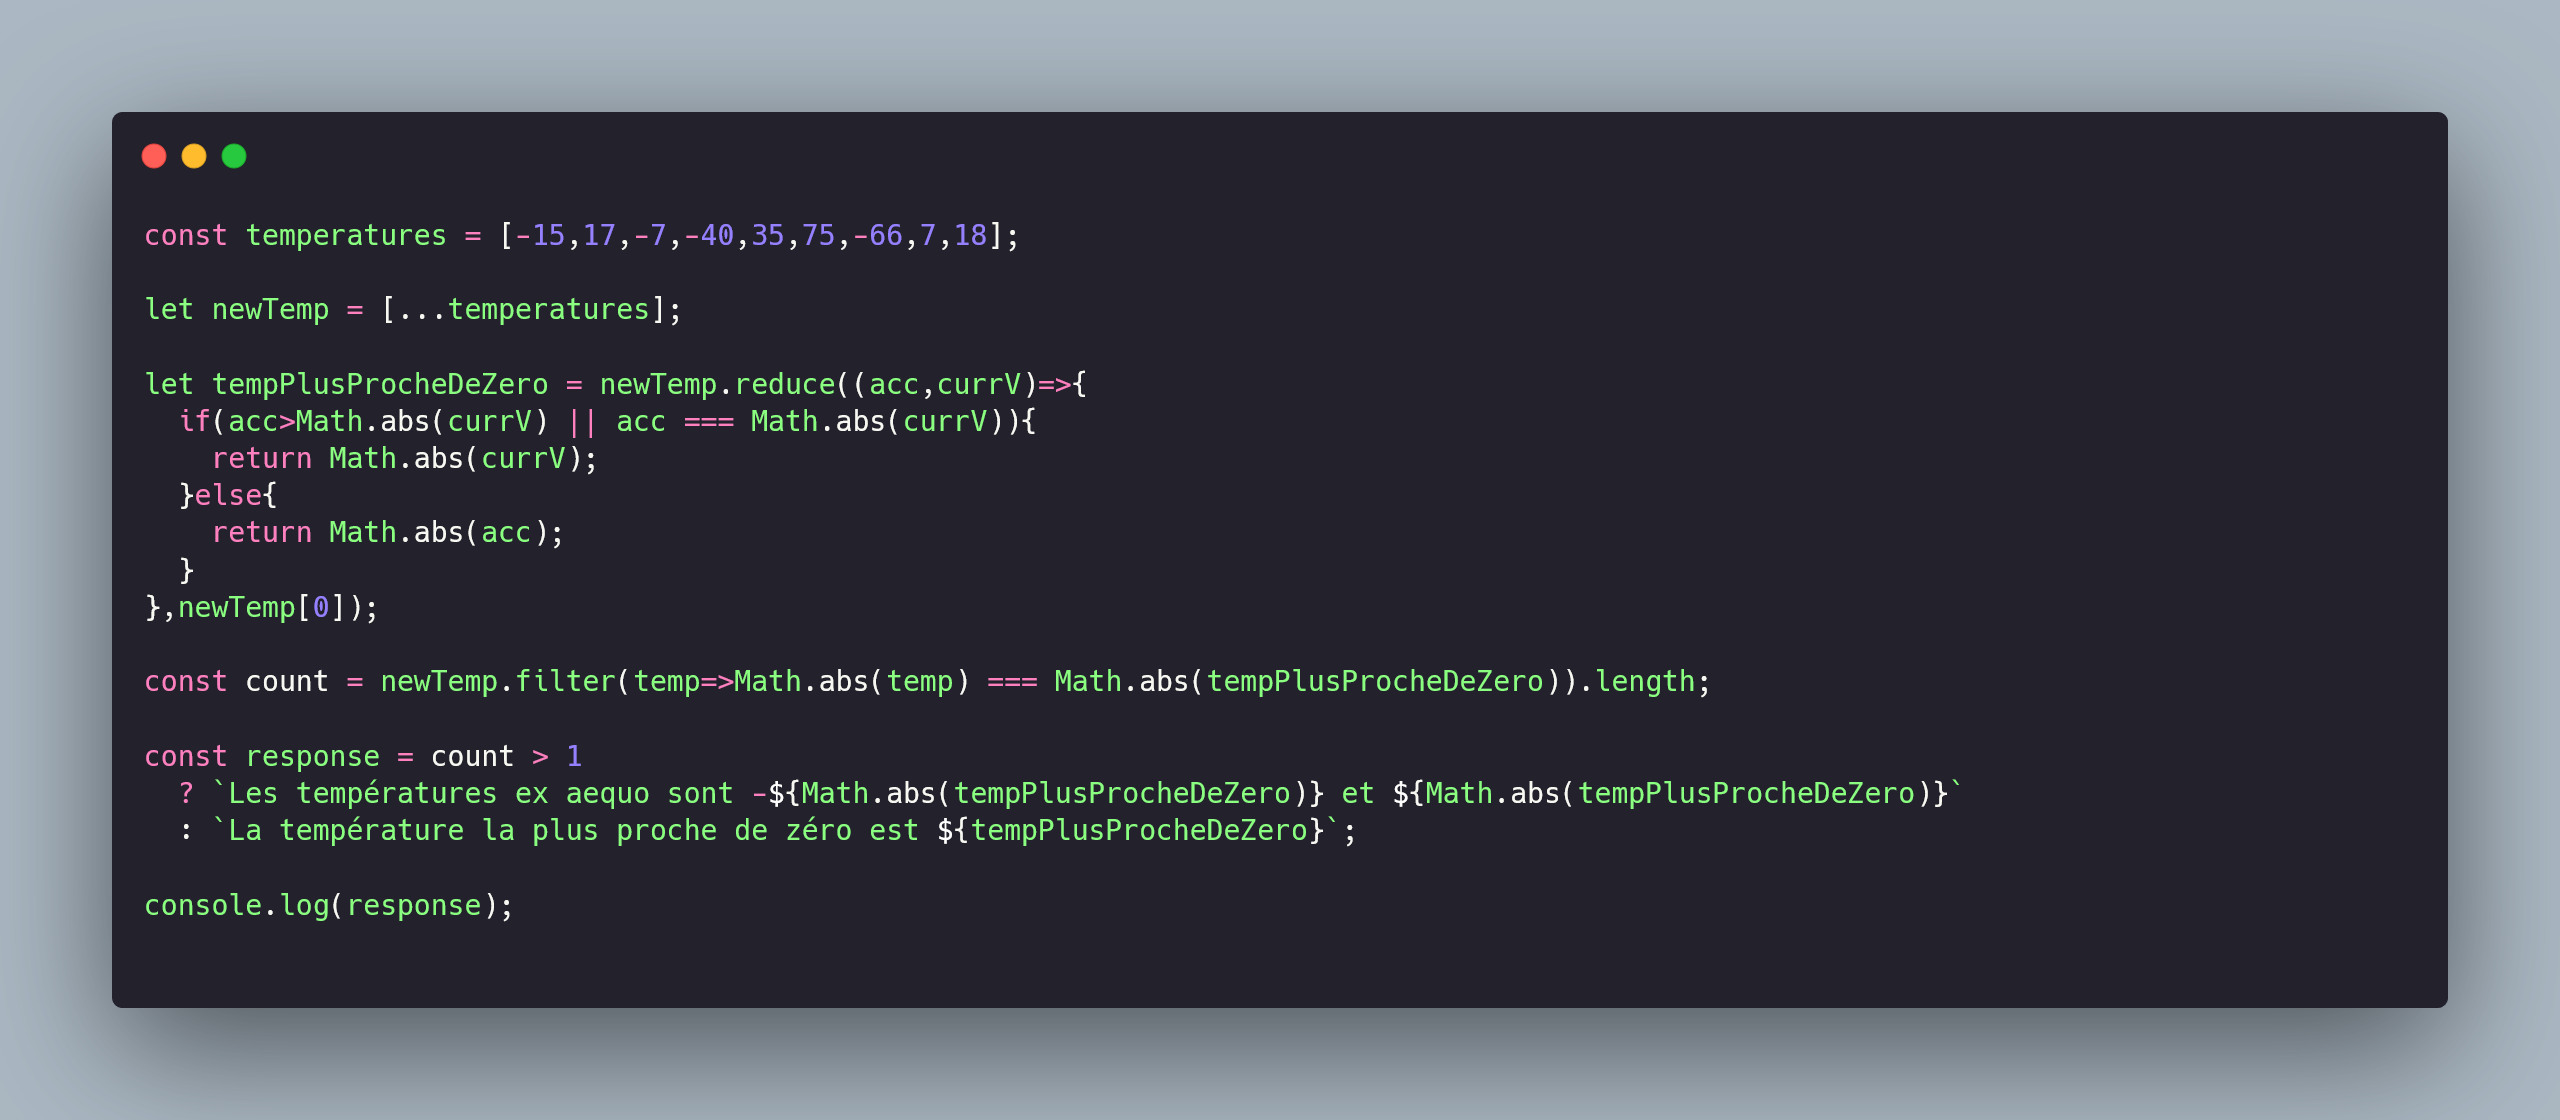 const temperatures = [-15,17,-7,-40,35,75,-66,7,18];
let newTemp = [...temperatures];
let tempPlusProcheDeZero = newTemp.reduce((acc,currV)=>{
  if(acc>Math.abs(currV) || acc === Math.abs(currV)){
    return Math.abs(currV);
  }else{
    return Math.abs(acc);
  }
},newTemp[0]);
const count = newTemp.filter(temp=>Math.abs(temp) === Math.abs(tempPlusProcheDeZero)).length;
const response = count > 1
  ? `Les températures ex aequo sont -${Math.abs(tempPlusProcheDeZero)} et ${Math.abs(tempPlusProcheDeZero)}`
  : `La température la plus proche de zéro est ${tempPlusProcheDeZero}`;
console.log(response);